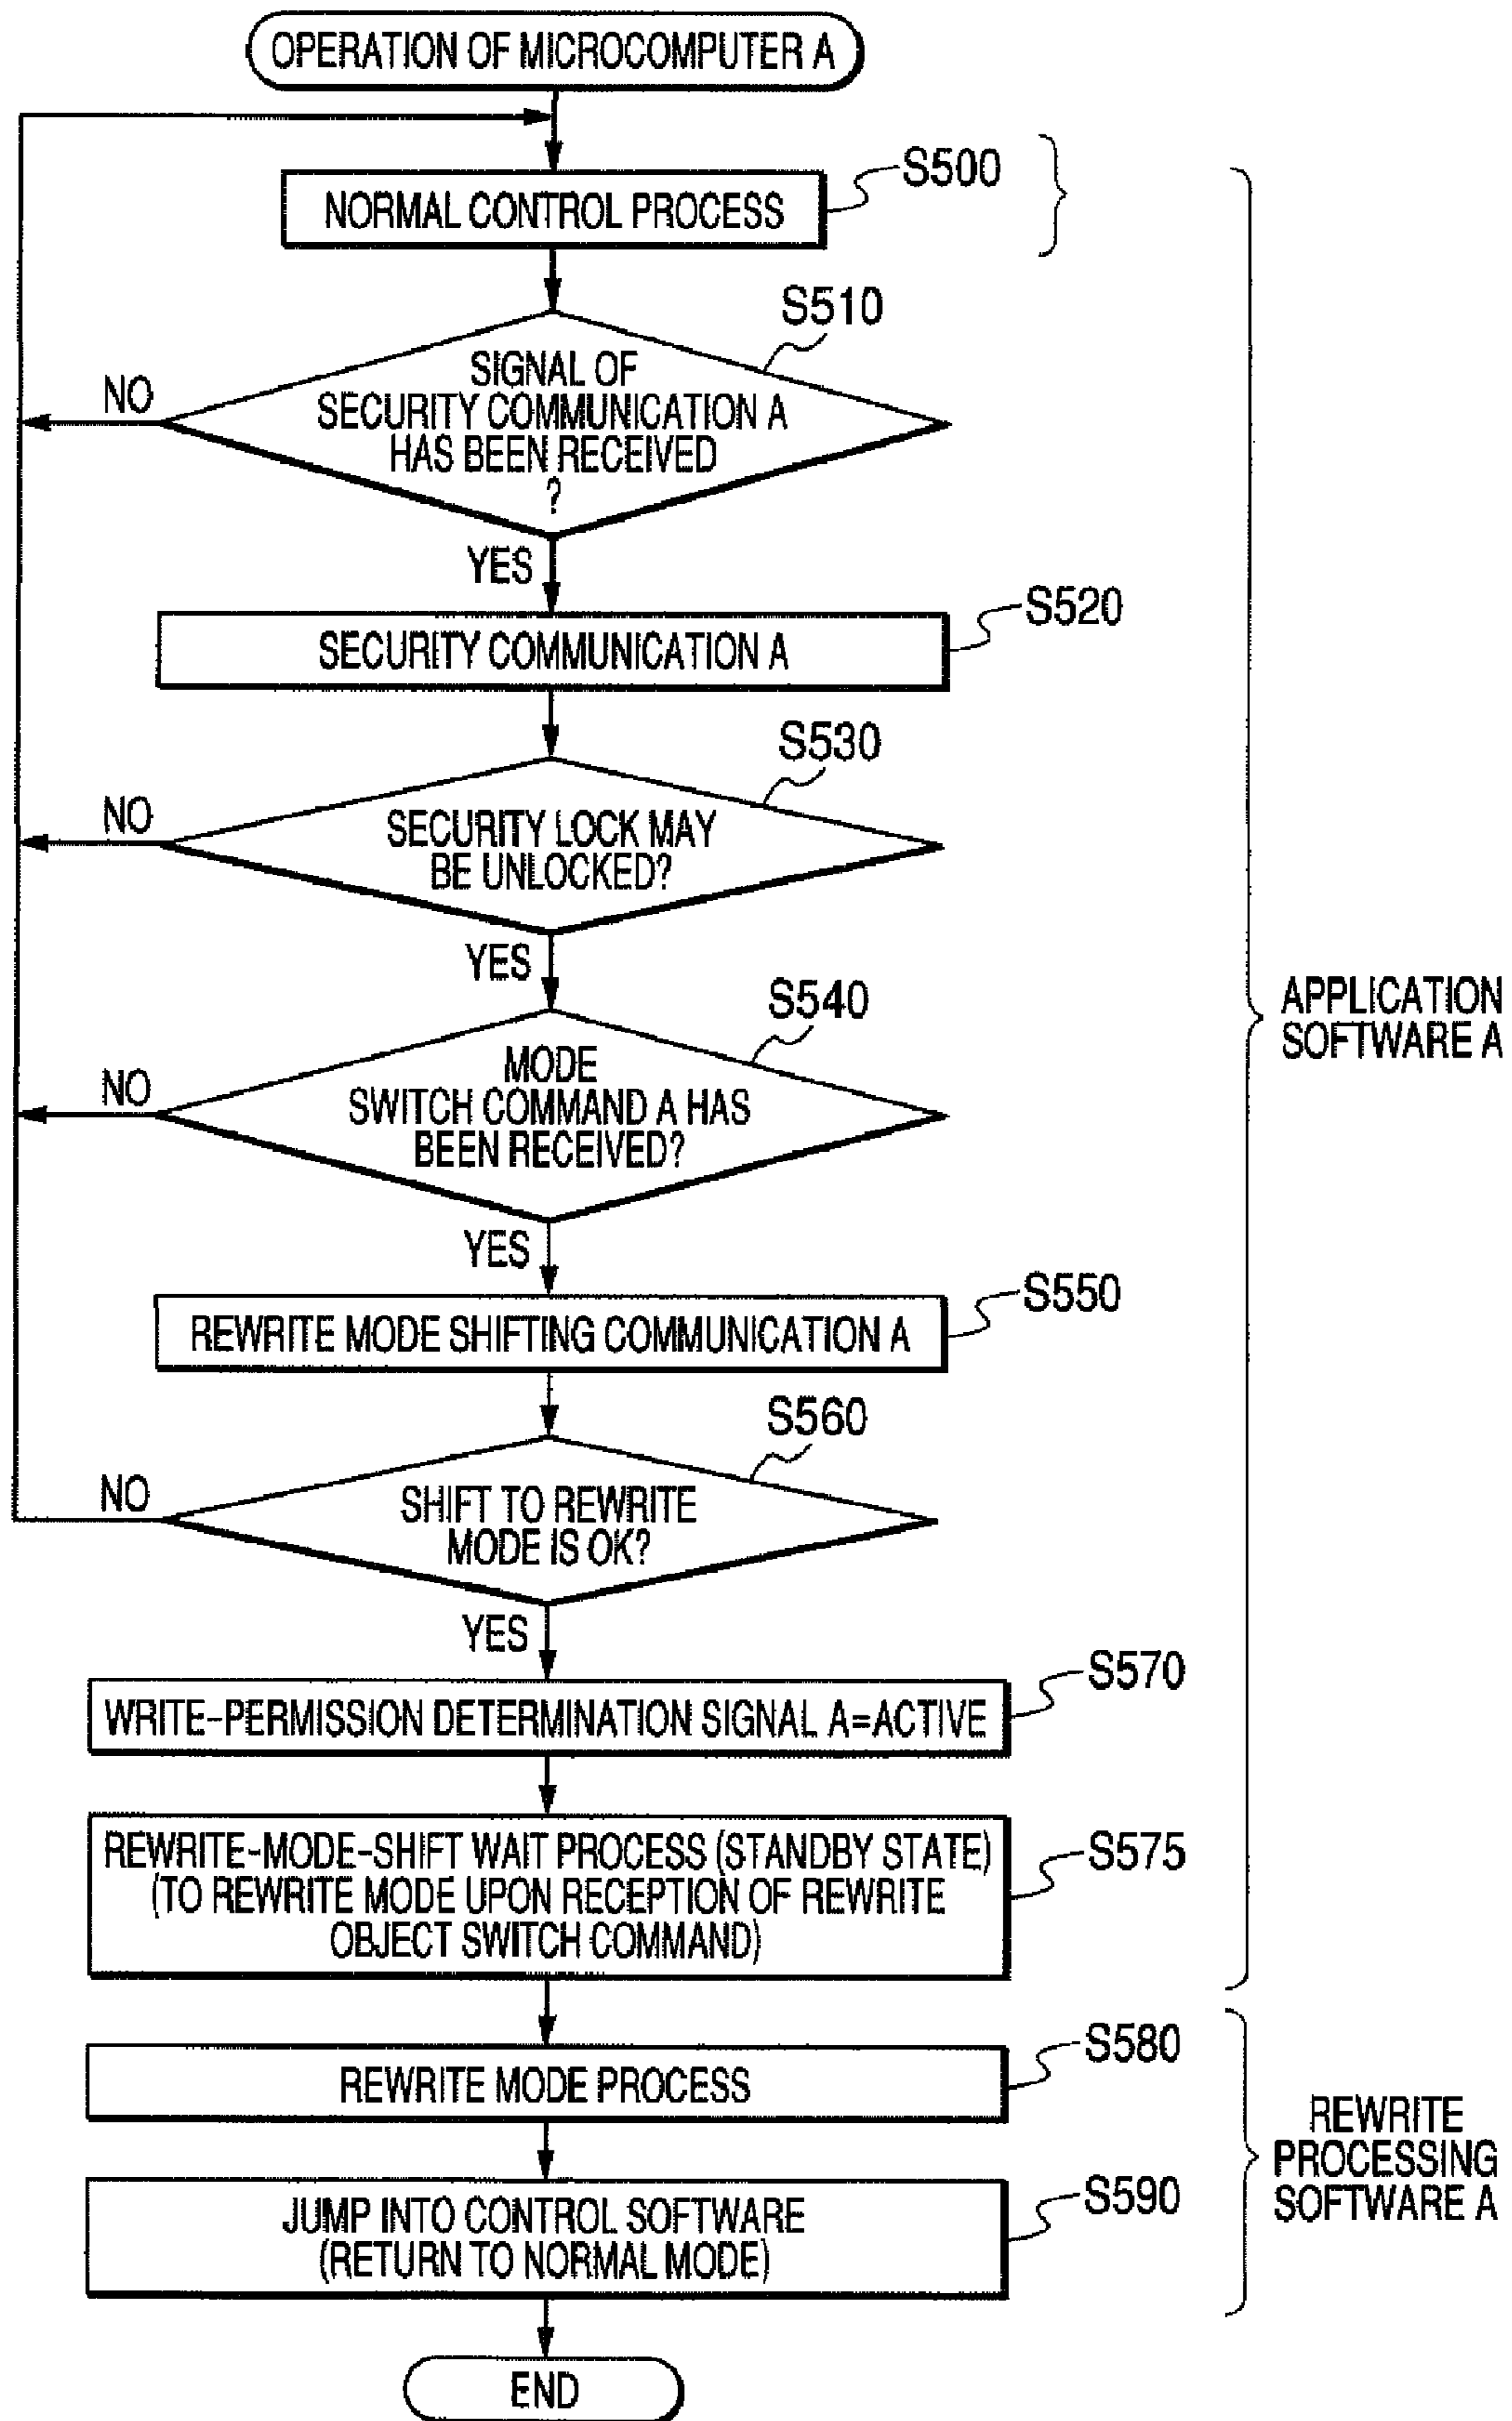 OPERATION OF MICROCOMPUTER A
NORMAL CONTROL PROCESS
S500
S510
SIGNAL OF
SECURITY COMMUNICATION A
HAS BEEN RECEIVED
?
NO
YES
SECURITY COMMUNICATION A
S520
S530
SECURITY LOCK MAY
BE UNLOCKED?
NO
YES
S540
MODE
SWITCH COMMAND A HAS
BEEN RECEIVED?
NO
YES
REWRITE MODE SHIFTING COMMUNICATION A
S550
S560
SHIFT TO REWRITE
MODE IS OK?
NO
YES
WRITE-PERMISSION DETERMINATION SIGNAL A=ACTIVE
S570
REWRITE-MODE-SHIFT WAIT PROCESS (STANDBY STATE)
(TO REWRITE MODE UPON RECEPTION OF REWRITE
OBJECT SWITCH COMMAND)
S575
APPLICATION
SOFTWARE A
REWRITE MODE PROCESS
S580
JUMP INTO CONTROL SOFTWARE
(RETURN TO NORMAL MODE)
S590
REWRITE
PROCESSING
SOFTWARE A
END